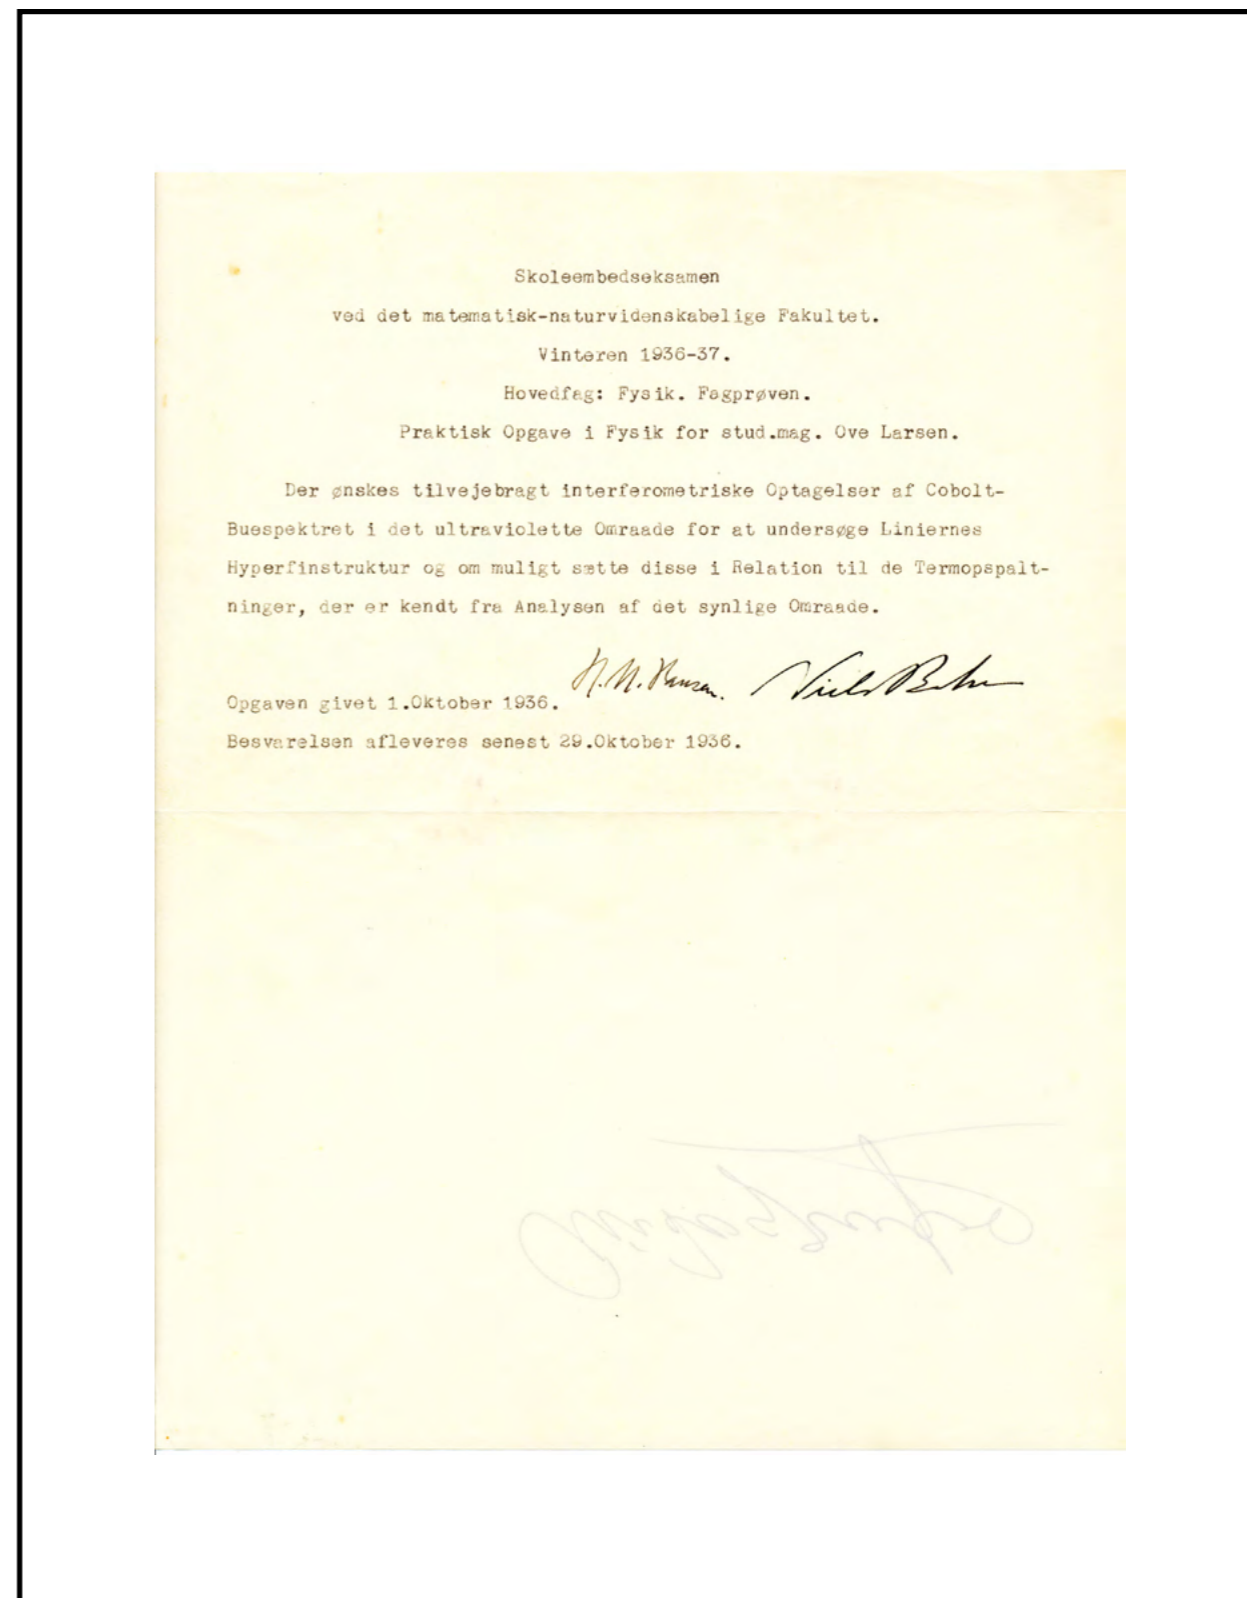 Skoleembedseksamen
ved det matematisk-naturvidenskabelige Fakultet.
Vinteren 1936-37.
Hovedfag: Fysik. Fagprøven.
Praktisk Opgave i Fysik for stud.mag. Ove Larsen.
Der ønskes tilvejebragt interferometriske Optagelser af Cobolt-
Buespektret i det ultraviolette Omraade for at undersøge Liniernes
Hyperfinstruktur og om muligt sætte disse i Relation til de Termopspalt-
ninger, der er kendt fra Analysen af det synlige Omraade.
H. M. Hansen. Niels Bohr
Opgaven givet 1.Oktober 1936.
Besvarelsen afleveres senest 29.Oktober 1936.